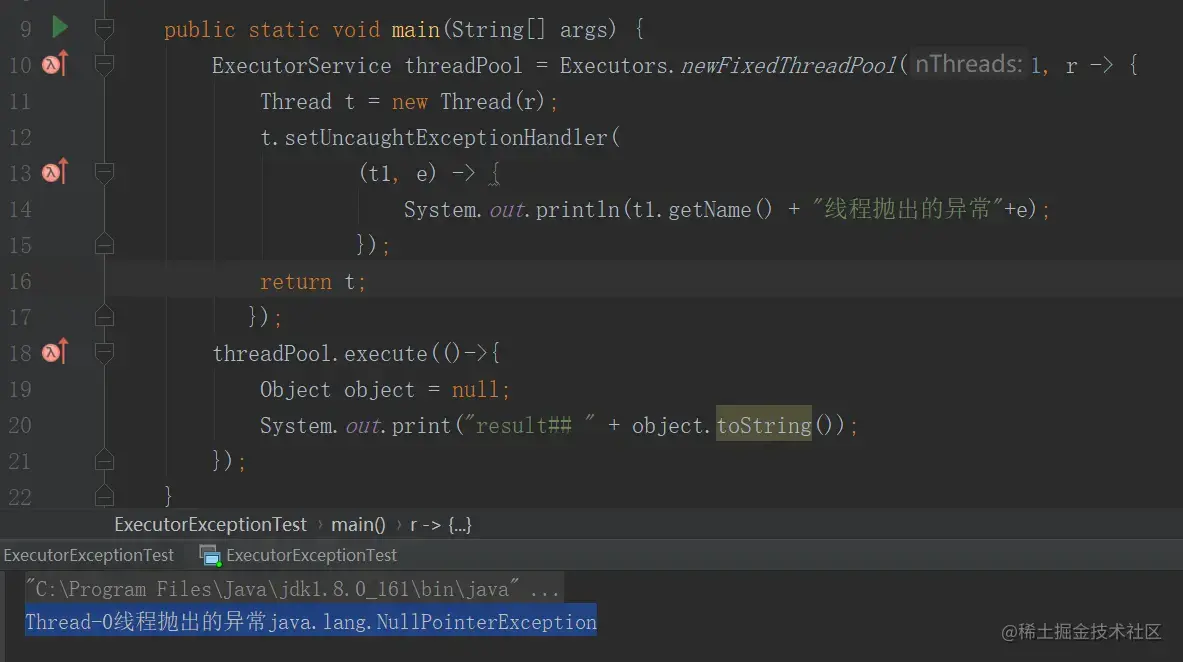 9 public static void main(String[] args) {
10 ExecutorService threadPool = Executors.newFixedThreadPool( nThreads: 1, r -> {
11 Thread t = new Thread(r);
12 t.setUncaughtExceptionHandler(
13 (t1, e) -> {
14 System.out.println(t1.getName() + "线程抛出的异常"+e);
15 });
16 return t;
17 });
18 threadPool.execute(()->{
19 Object object = null;
20 System.out.print("result## " + object.toString());
21 });
22 }
ExecutorExceptionTest › main() › r -> {...}
ExecutorExceptionTest ExecutorExceptionTest
"C:\Program Files\Java\jdk1.8.0_161\bin\java" ...
Thread-0线程抛出的异常java.lang.NullPointerException
@稀土掘金技术社区